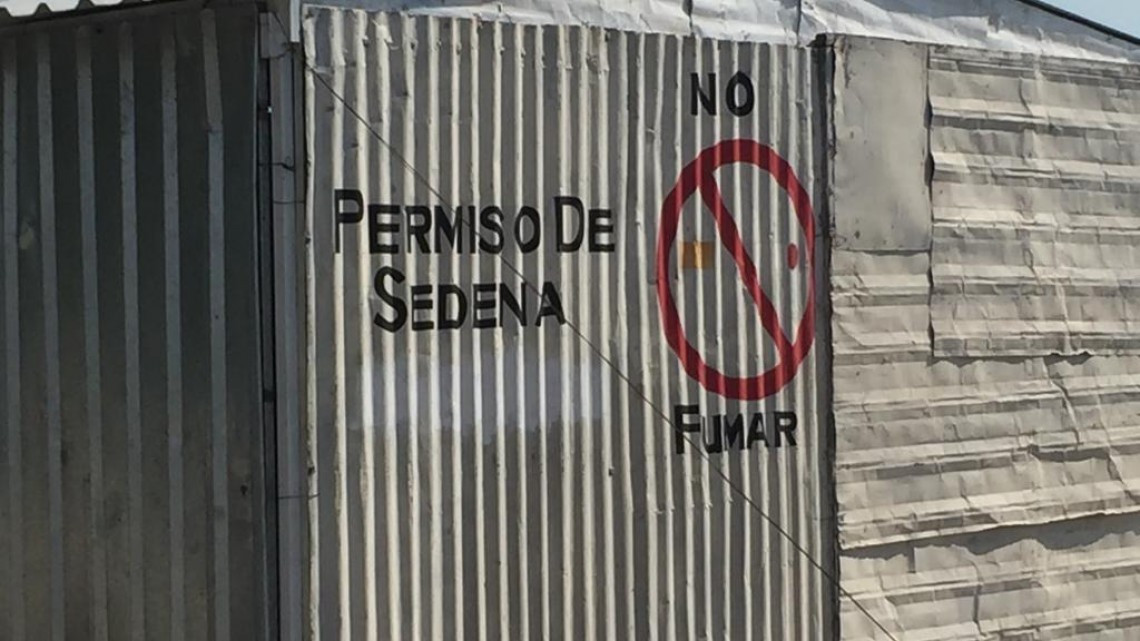 PERMISO DE
SEDENA
NO
FUMAR